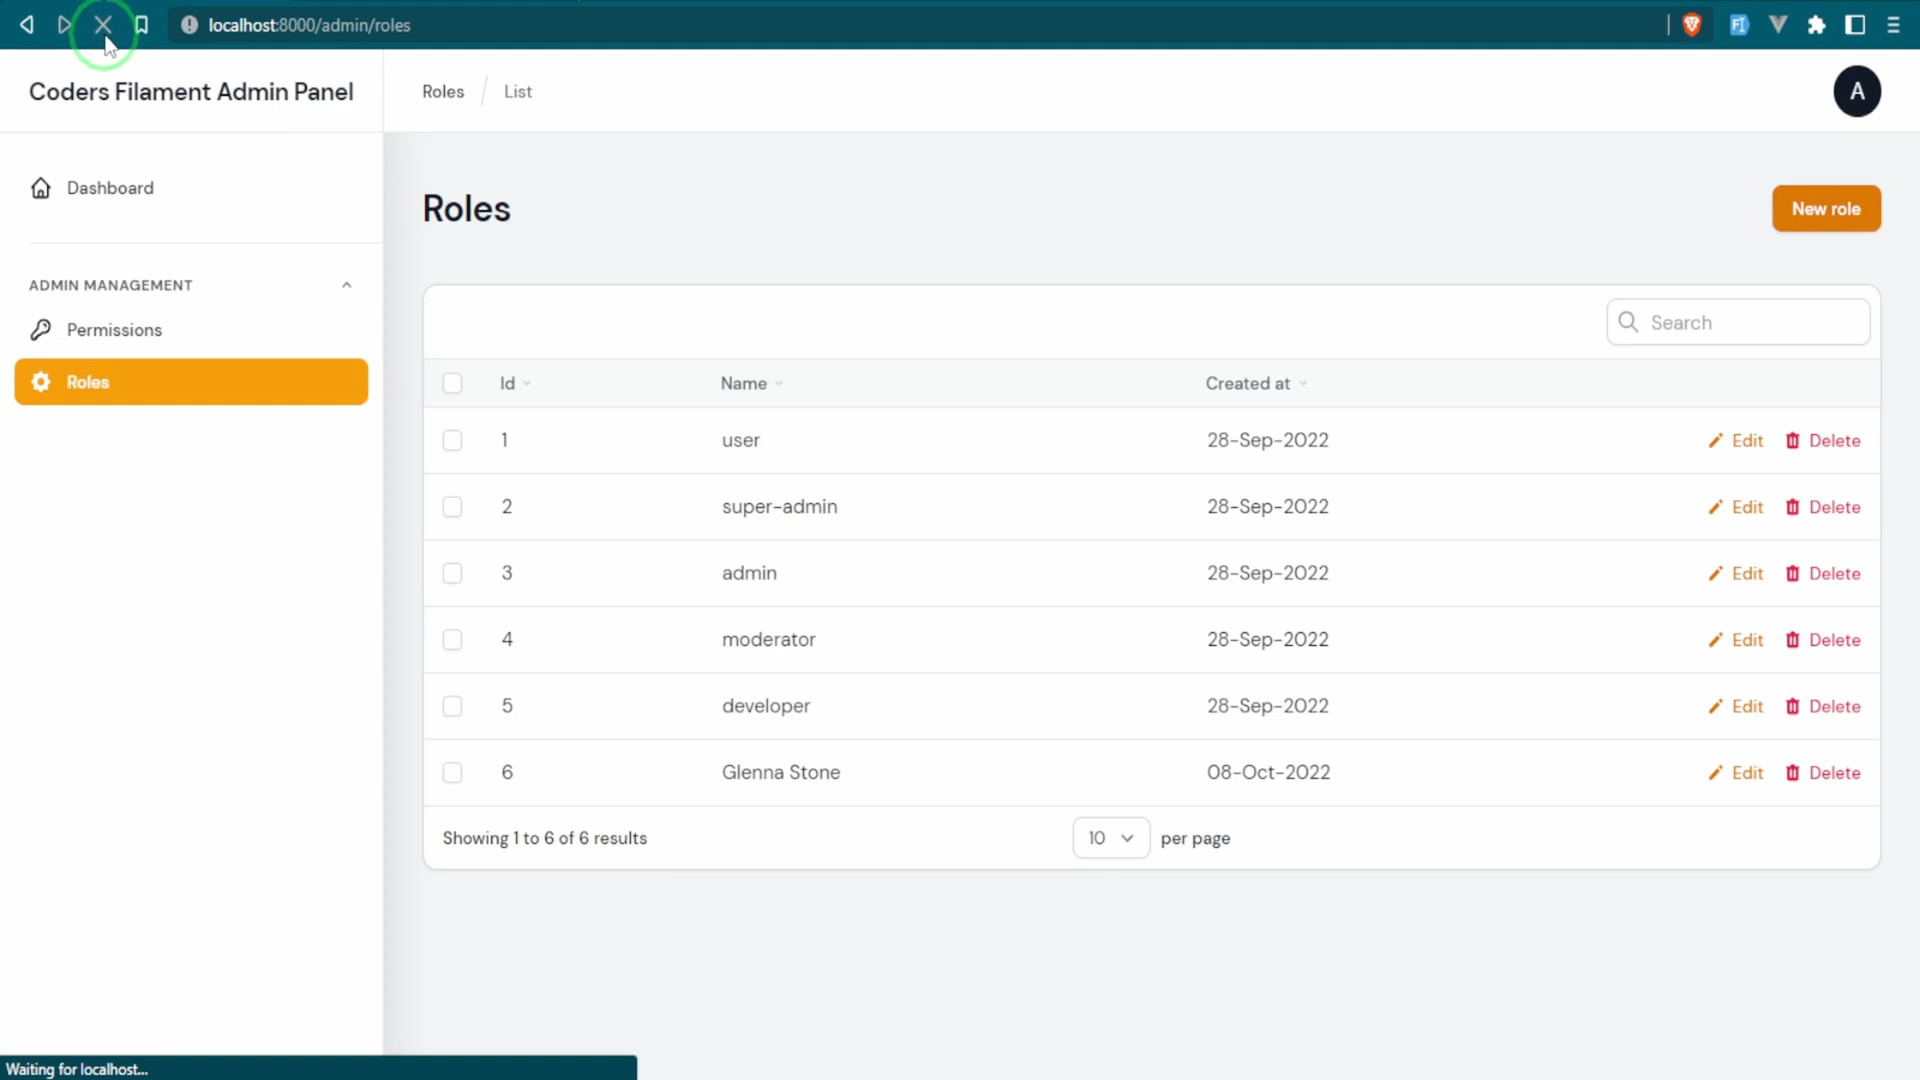 localhost:8000/admin/roles
Coders Filament Admin Panel
Roles
List
A
Dashboard
Roles
New role
ADMIN MANAGEMENT
Permissions
Roles
Search
Id Name Created at
1 user 28-Sep-2022 Edit Delete
2 super-admin 28-Sep-2022 Edit Delete
3 admin 28-Sep-2022 Edit Delete
4 moderator 28-Sep-2022 Edit Delete
5 developer 28-Sep-2022 Edit Delete
6 Glenna Stone 08-Oct-2022 Edit Delete
Showing 1 to 6 of 6 results 10 per page
Waiting for localhost...